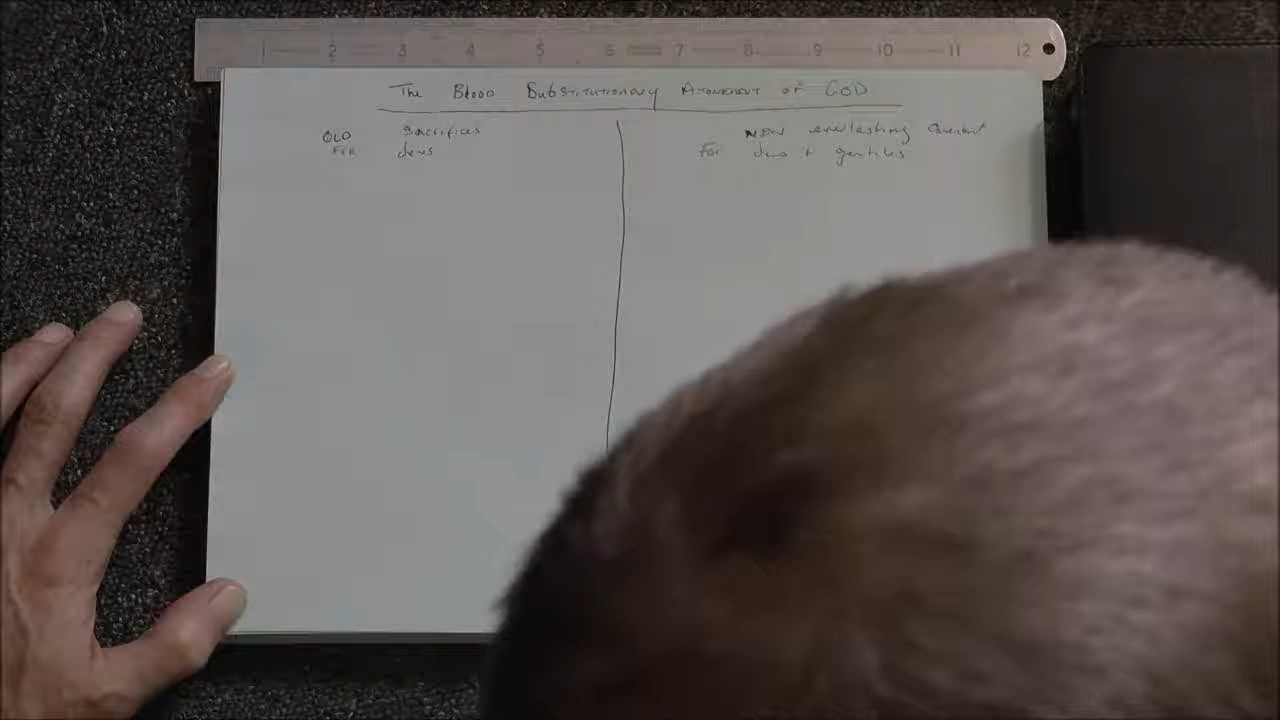 1 2 3 4 5 6 7 8 9 10 11 12
The Blood Substitutionary Atonement of GOD
OLD sacrifices
FOR Jews
NEW everlasting Covenant
For Jews + gentiles